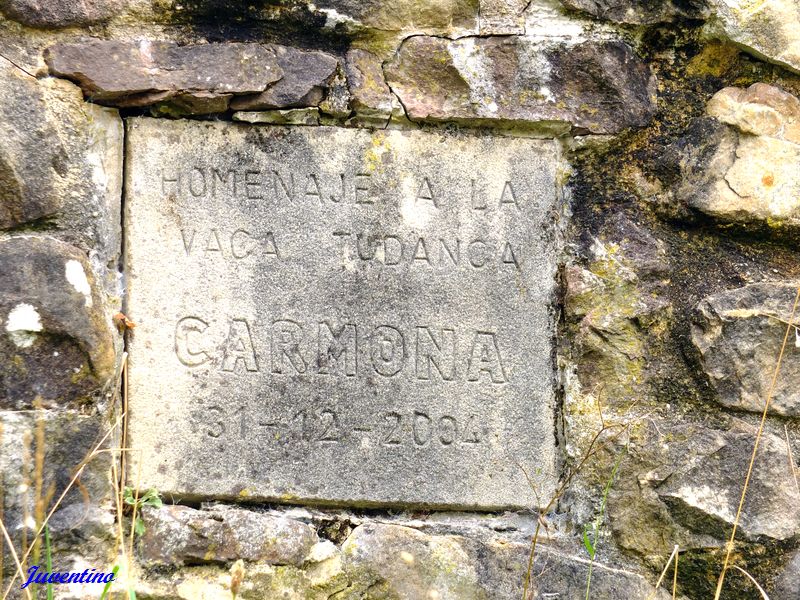 HOMENAJE A LA
VACA TUDANCA
CARMONA
31-12-2004
Juventino